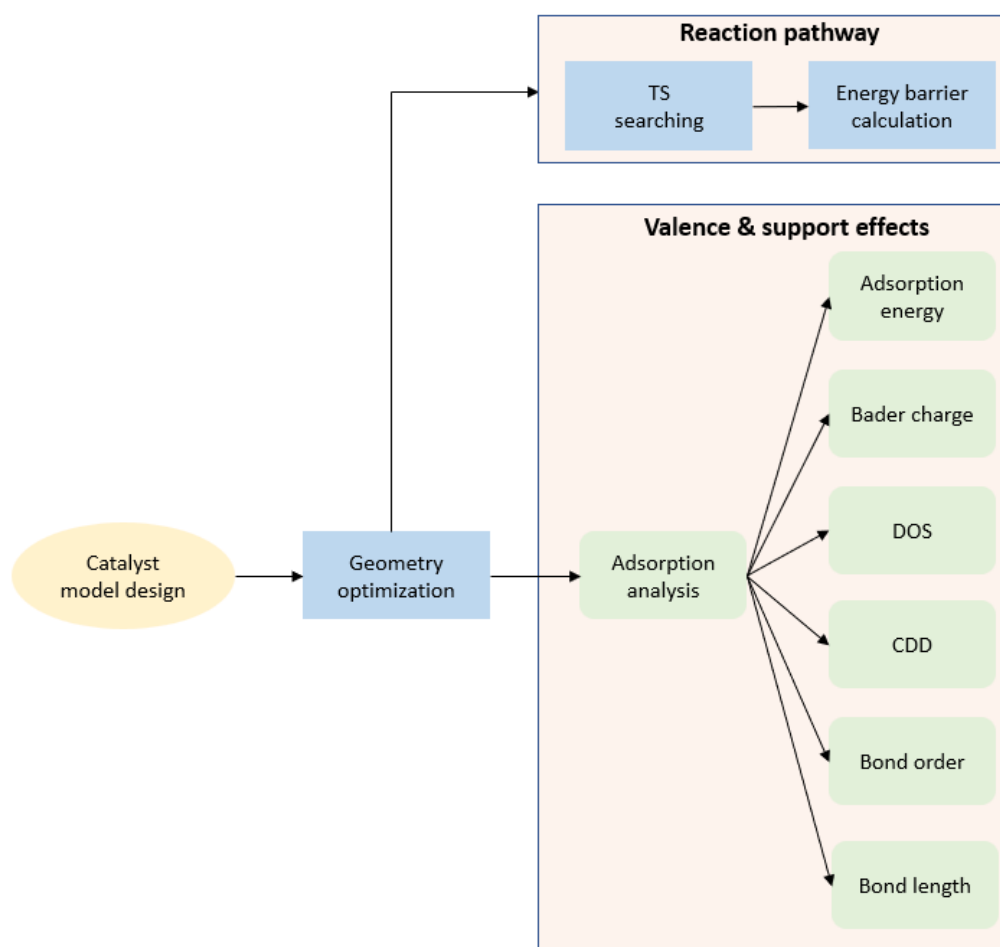 Reaction pathway
TS
searching
Energy barrier
calculation
Valence & support effects
Adsorption
energy
Bader charge
DOS
Catalyst
model design
Geometry
optimization
Adsorption
analysis
CDD
Bond order
Bond length